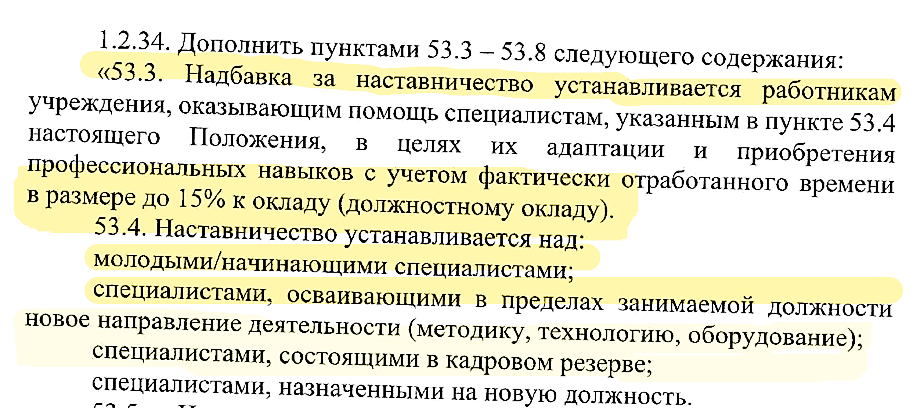 1.2.34. Дополнить пунктами 53.3 – 53.8 следующего содержания:
«53.3. Надбавка за наставничество устанавливается работникам
учреждения, оказывающим помощь специалистам, указанным в пункте 53.4
настоящего Положения, в целях их адаптации и приобретения
профессиональных навыков с учетом фактически отработанного времени
в размере до 15% к окладу (должностному окладу).
53.4. Наставничество устанавливается над:
молодыми/начинающими специалистами;
специалистами, осваивающими в пределах занимаемой должности
новое направление деятельности (методику, технологию, оборудование);
специалистами, состоящими в кадровом резерве;
специалистами, назначенными на новую должность.